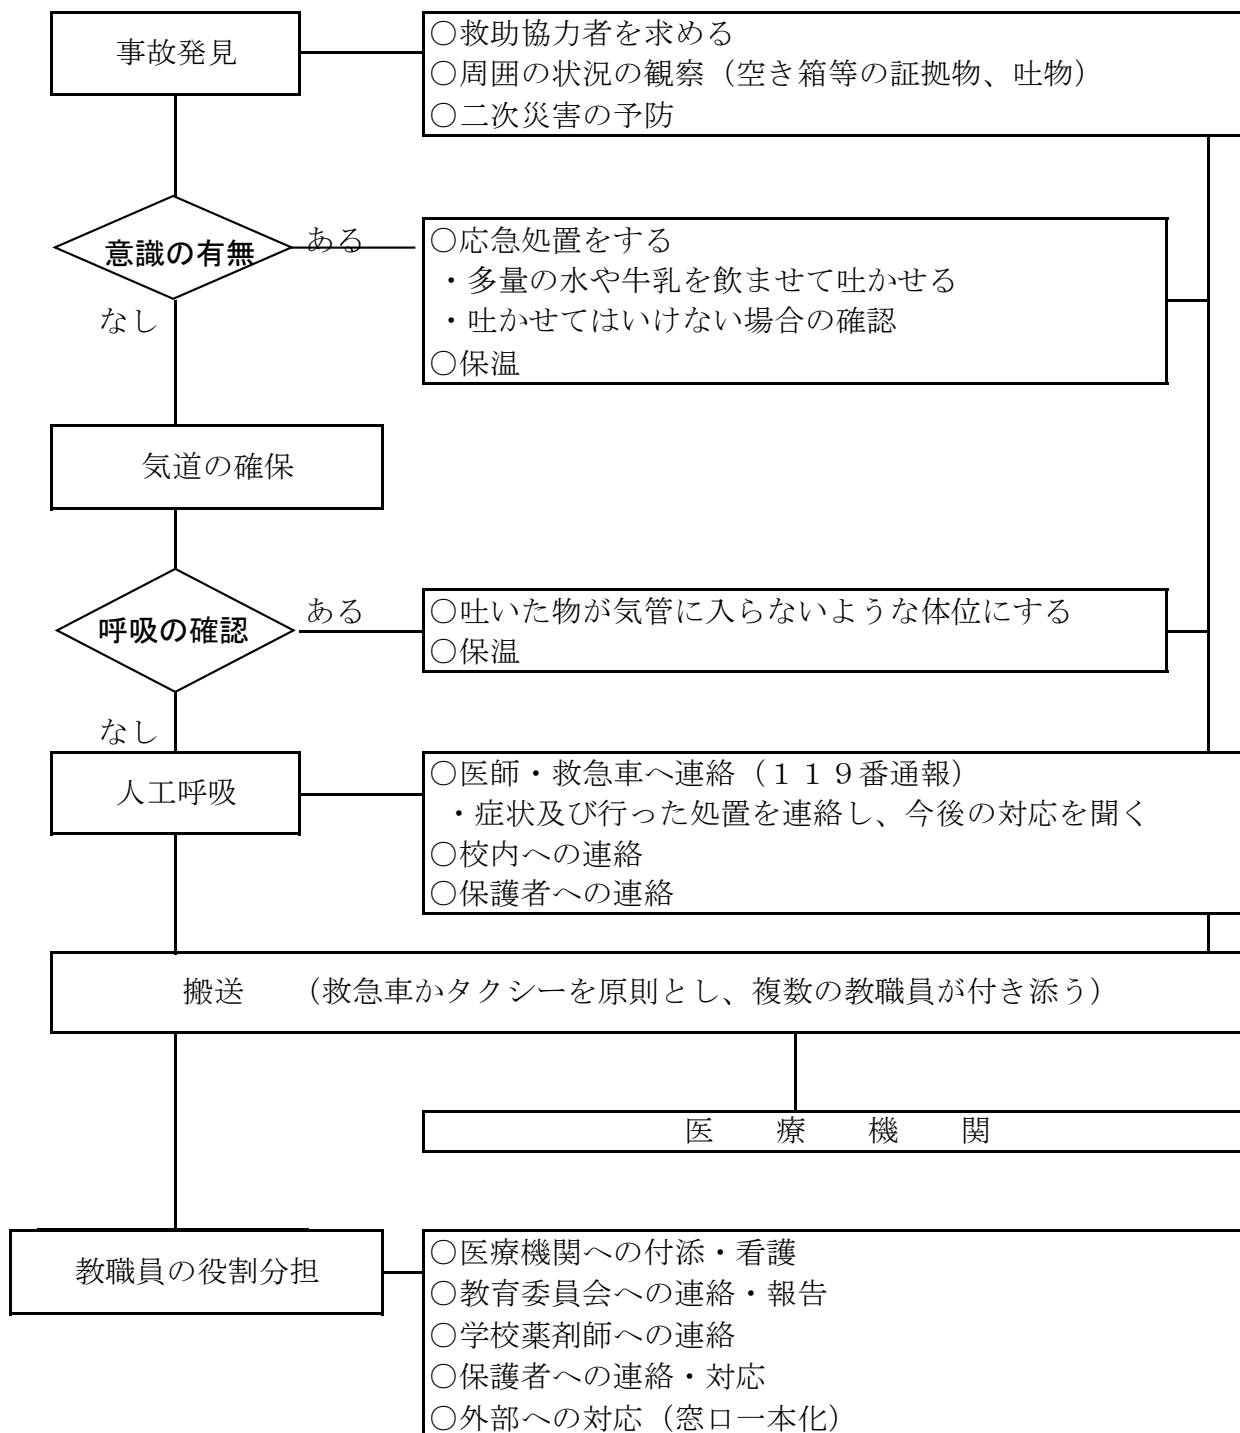 事故発見
○救助協力者を求める
○周囲の状況の観察（空き箱等の証拠物、吐物）
○二次災害の予防
意識の有無
ある
なし
○応急処置をする
・多量の水や牛乳を飲ませて吐かせる
・吐かせてはいけない場合の確認
○保温
気道の確保
呼吸の確認
ある
なし
○吐いた物が気管に入らないような体位にする
○保温
人工呼吸
○医師・救急車へ連絡（１１９番通報）
・症状及び行った処置を連絡し、今後の対応を聞く
○校内への連絡
○保護者への連絡
搬送　　（救急車かタクシーを原則とし、複数の教職員が付き添う）
医　療　機　関
教職員の役割分担
○医療機関への付添・看護
○教育委員会への連絡・報告
○学校薬剤師への連絡
○保護者への連絡・対応
○外部への対応（窓口一本化）